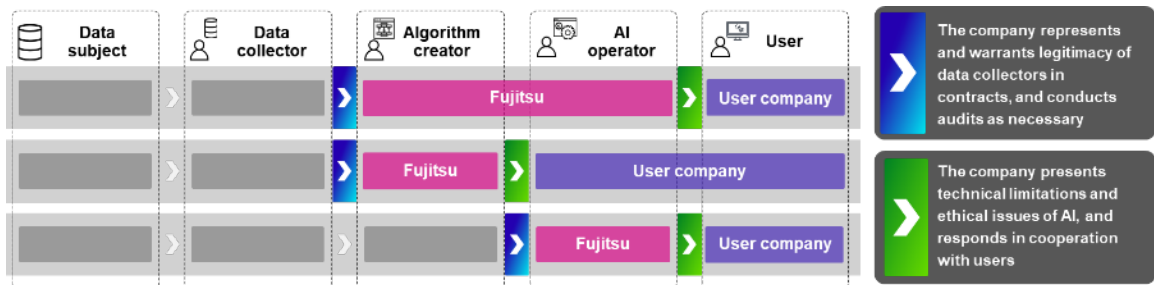 Data
subject
Data
collector
Algorithm
creator
AI
operator
User
Fujitsu
User company
Fujitsu
User company
Fujitsu
User company
The company represents
and warrants legitimacy of
data collectors in
contracts, and conducts
audits as necessary
The company presents
technical limitations and
ethical issues of AI, and
responds in cooperation
with users